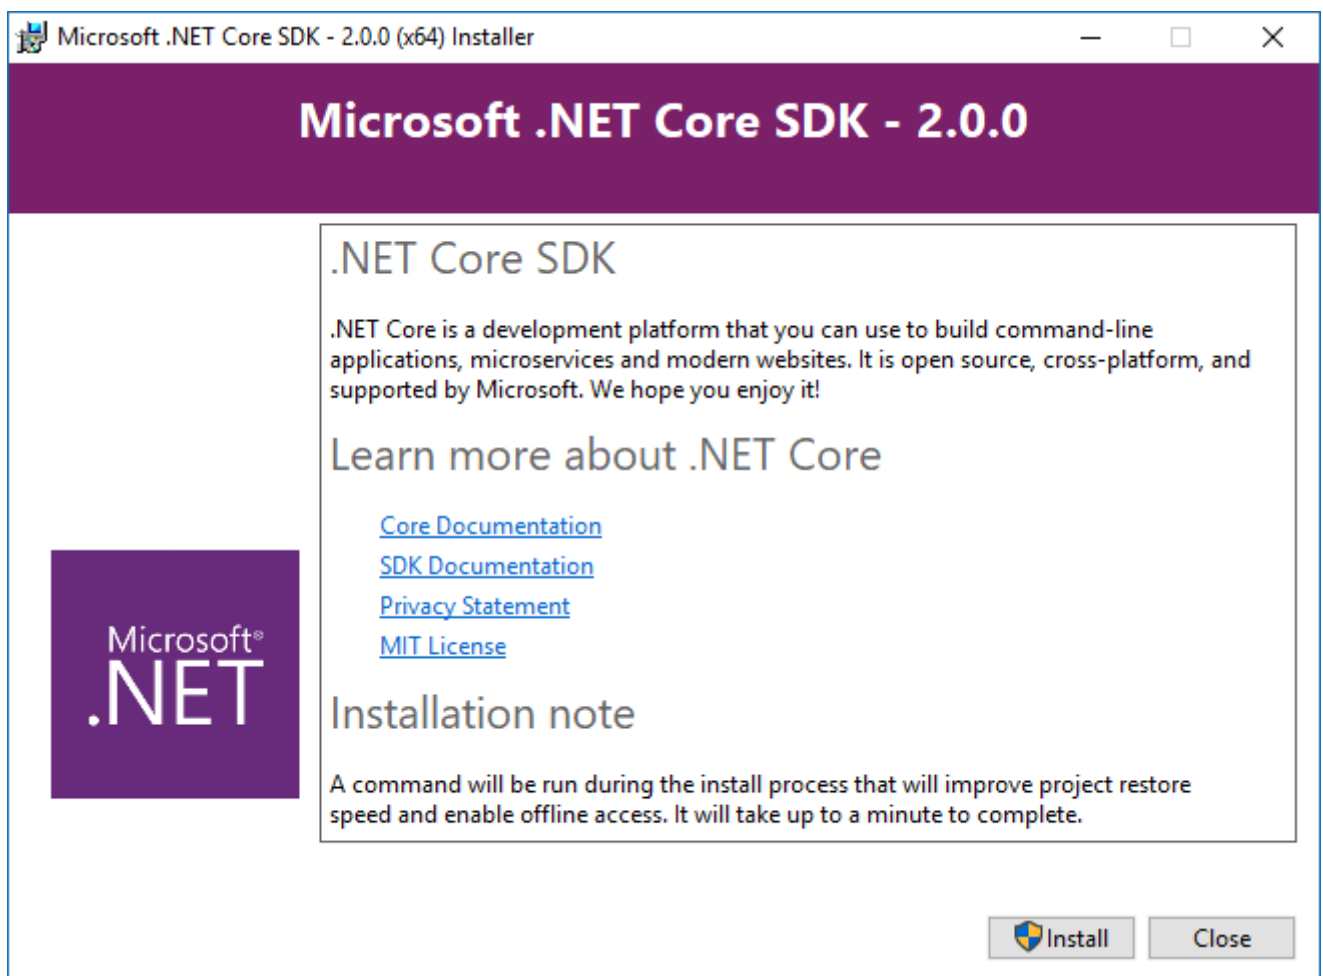 Microsoft .NET Core SDK - 2.0.0 (x64) Installer
Microsoft .NET Core SDK - 2.0.0
.NET Core SDK
.NET Core is a development platform that you can use to build command-line
applications, microservices and modern websites. It is open source, cross-platform, and
supported by Microsoft. We hope you enjoy it!
Learn more about .NET Core
Core Documentation
SDK Documentation
Privacy Statement
MIT License
Microsoft®
.NET
Installation note
A command will be run during the install process that will improve project restore
speed and enable offline access. It will take up to a minute to complete.
Install
Close